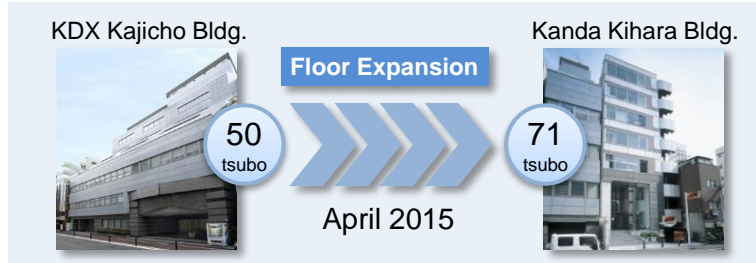 KDX Kajicho Bldg.
Kanda Kihara Bldg.
Floor Expansion
50
tsubo
71
tsubo
April 2015